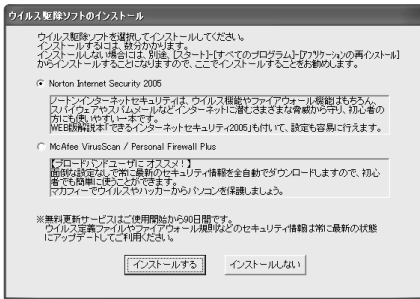 ウイルス駆除ソフトのインストール
ウイルス駆除ソフトを選択してインストールしてください。
インストールするには、数分かかります。
インストールしない場合には、別途、[スタート]-[すべてのプログラム]-[アプリケーションの再インストール]
からインストールすることになりますので、ここでインストールすることをお勧めします。
Norton Internet Security 2005
ノートンインターネットセキュリティは、ウイルス機能やファイアウォール機能はもちろん、
スパイウェアやスパムメールなどインターネットに潜むさまざまな脅威から守り、初心者の
方にも使いやすい一本です。
WEB版解説本「できるインターネットセキュリティ2005」も付いて、設定も容易に行えます。
McAfee VirusScan / Personal Firewall Plus
【ブロードバンドユーザにオススメ!】
面倒な設定なしで常に最新のセキュリティ情報を全自動でダウンロードしますので、初心
者でも簡単に使うことができます。
マカフィーでウイルスやハッカーからパソコンを保護しましょう。
※無料更新サービスはご使用開始から90日間です。
ウイルス定義ファイルやファイアウォール規則などのセキュリティ情報は常に最新の状態
にアップデートしてご利用ください。
インストールする
インストールしない